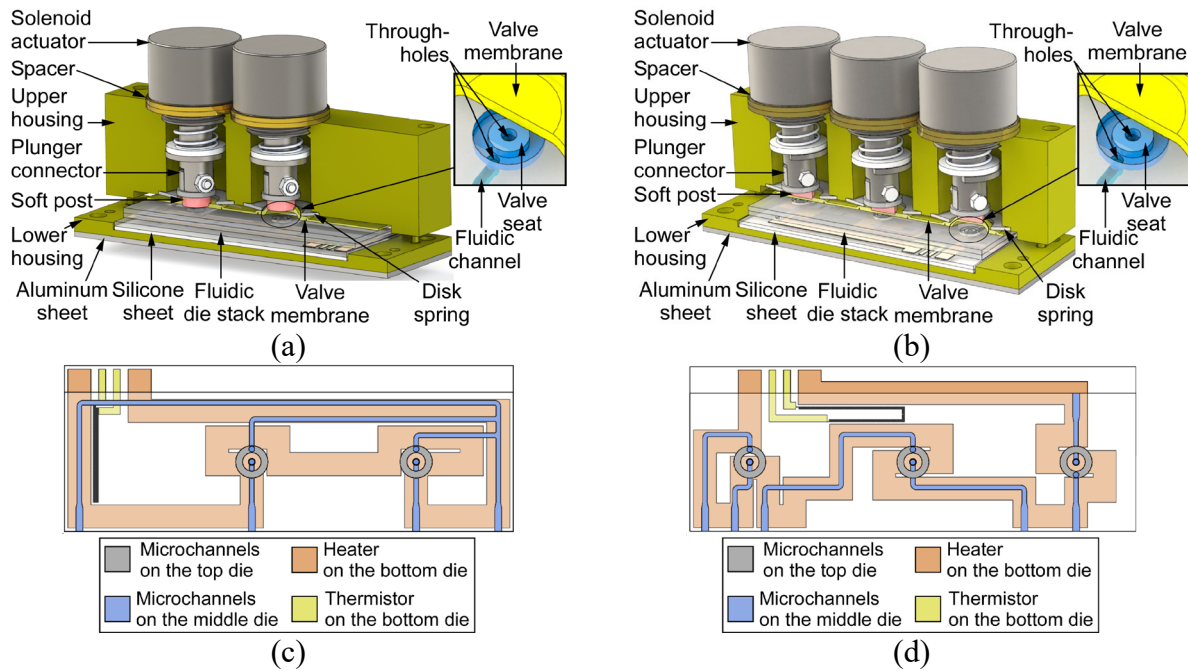 Solenoid
actuator
Spacer
Upper
housing
Plunger
connector
Soft post
Lower
housing
Aluminum
sheet
Silicone
sheet
Fluidic
die stack
Valve
membrane
Disk
spring
Through-
holes
Valve
membrane
Valve
seat
Fluidic
channel
(a)
Solenoid
actuator
Spacer
Upper
housing
Plunger
connector
Soft post
Lower
housing
Aluminum
sheet
Silicone
sheet
Fluidic
die stack
Valve
membrane
Disk
spring
Through-
holes
Valve
membrane
Valve
seat
Fluidic
channel
(b)
Microchannels
on the top die
Heater
on the bottom die
Microchannels
on the middle die
Thermistor
on the bottom die
(c)
Microchannels
on the top die
Heater
on the bottom die
Microchannels
on the middle die
Thermistor
on the bottom die
(d)